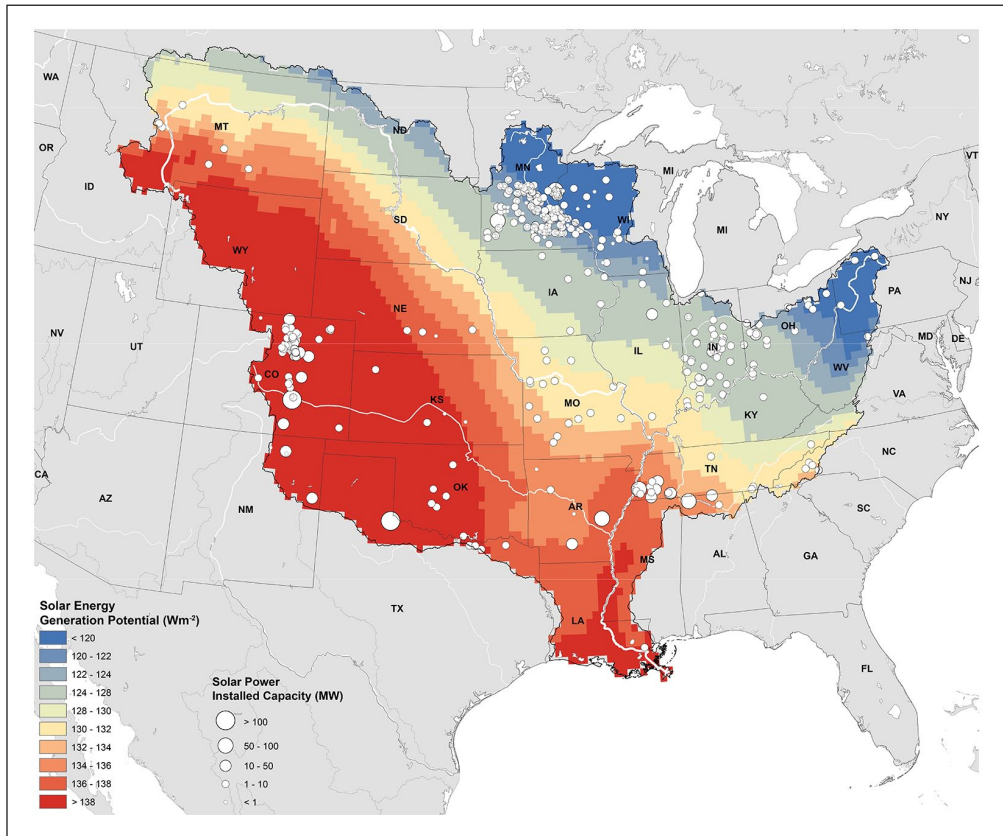 WA
MT
ND
MN
MI
VT
OR
ID
SD
WI
MI
NY
WY
IA
PA
NJ
NE
NV
UT
IL
IN
OH
MD
DE
WV
VA
CO
KS
MO
KY
CA
AZ
NM
OK
AR
TN
NC
SC
TX
LA
MS
AL
GA
FL
Solar Energy
Generation Potential (Wm-2)
< 120
120 - 122
122 - 124
124 - 128
128 - 130
130 - 132
132 - 134
134 - 136
136 - 138
> 138
Solar Power
Installed Capacity (MW)
> 100
50 - 100
10 - 50
1 - 10
< 1